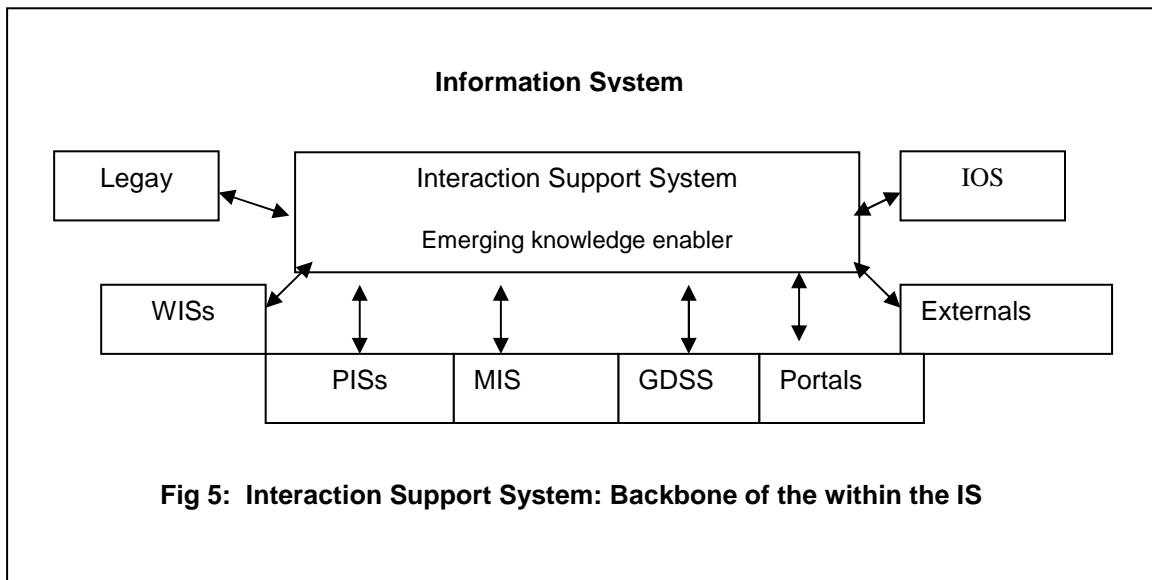 Information System
Legay
Interaction Support System
IOS
Emerging knowledge enabler
WISs
Externals
PISs
MIS
GDSS
Portals
Fig 5: Interaction Support System: Backbone of the within the IS